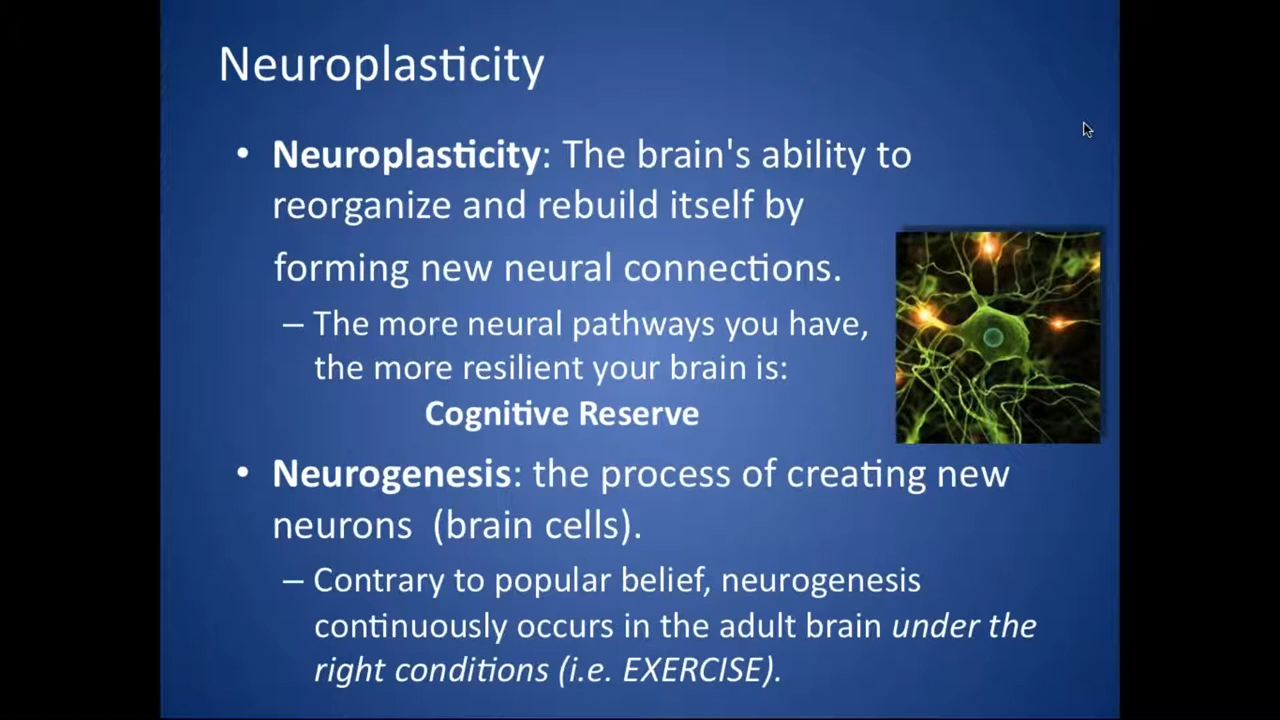 Neuroplasticity
• Neuroplasticity: The brain's ability to
reorganize and rebuild itself by
forming new neural connections.
– The more neural pathways you have,
the more resilient your brain is:
Cognitive Reserve
• Neurogenesis: the process of creating new
neurons  (brain cells).
– Contrary to popular belief, neurogenesis
continuously occurs in the adult brain under the
right conditions (i.e. EXERCISE).